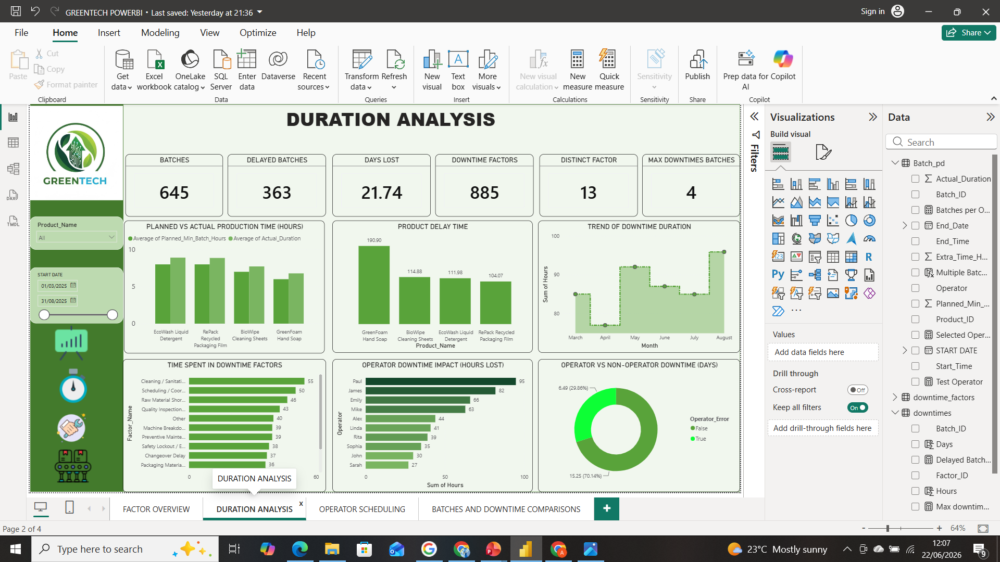 GREENTECH POWERBI • Last saved: Yesterday at 21:36
Sign in
File
Home
Insert
Modeling
View
Optimize
Help
Share
Paste
Cut
Copy
Format painter
Clipboard
Get data
Excel workbook
OneLake catalog
SQL Server
Enter data
Dataverse
Recent sources
Data
Transform data
Refresh
Queries
New visual
Text box
More visuals
Insert
New visual calculation
New measure
Quick measure
Calculations
Sensitivity
Sensitivity
Publish
Share
Prep data for AI
Copilot
Copilot
DAX
TMDL
GREENTECH
Product_Name
All
START DATE
01/03/2025
31/08/2025
DURATION ANALYSIS
BATCHES
645
DELAYED BATCHES
363
DAYS LOST
21.74
DOWNTIME FACTORS
885
DISTINCT FACTOR
13
MAX DOWNTIMES BATCHES
4
PLANNED VS ACTUAL PRODUCTION TIME (HOURS)
Average of Planned_Min_Batch_Hours
Average of Actual_Duration
10
5
0
EcoWash Liquid Detergent
RePack Recycled Packaging Film
BioWipe Cleaning Sheets
GreenFoam Hand Soap
PRODUCT DELAY TIME
190.90
114.88
111.98
104.07
GreenFoam Hand Soap
BioWipe Cleaning Sheets
EcoWash Liquid Detergent
RePack Recycled Packaging Film
Product_Name
TREND OF DOWNTIME DURATION
Sum of Hours
100
90
80
March
April
May
June
July
August
Month
TIME SPENT IN DOWNTIME FACTORS
Factor_Name
Cleaning / Sanitati... 55
Scheduling / Coor... 50
Raw Material Shor... 46
Quality Inspection... 43
Other 40
Machine Breakdo... 39
Preventive Mainte... 39
Safety Lockout / E... 38
Changeover Delay 37
Packaging Materia... 36
0
60
DURATION ANALYSIS
OPERATOR DOWNTIME IMPACT (HOURS LOST)
Operator
Paul 95
James 82
Emily 66
Mike 63
Alex 44
Linda 41
Rita 39
Sophia 35
John 30
Sarah 27
0
50
100
Sum of Hours
OPERATOR VS NON-OPERATOR DOWNTIME (DAYS)
6.49 (29.86%)
15.25 (70.14%)
Operator_Error
False
True
Filters
Visualizations
Build visual
123
R
Py
Values
Add data fields here
Drill through
Cross-report
Off
Keep all filters
On
Add drill-through fields here
Data
Search
Batch_pd
Actual_Duration
Batch_ID
Batches per O...
End_Date
End_Time
Extra_Time_H...
Multiple Batc...
Operator
Planned_Min_...
Product_ID
Selected Oper...
START DATE
Start_Time
Test Operator
downtime_factors
downtimes
Batch_ID
Days
Delayed Batch...
Factor_ID
Hours
Max downtim...
FACTOR OVERVIEW
DURATION ANALYSIS
x
OPERATOR SCHEDULING
BATCHES AND DOWNTIME COMPARISONS
+
Page 2 of 4
- + 64%
Type here to search
23°C Mostly sunny
12:07
22/06/2026
9